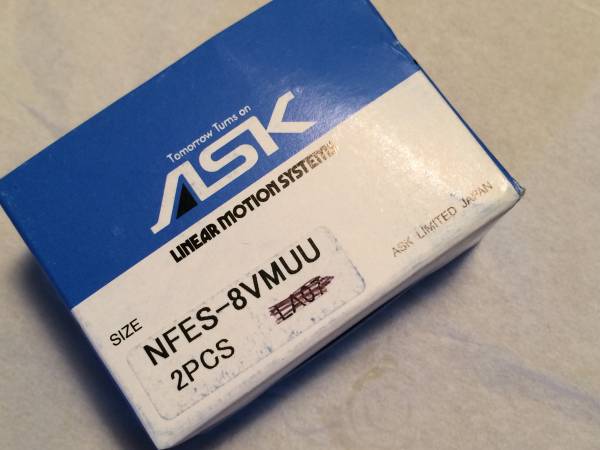 Tomorrow Turns on
ASK
LINEAR MOTION SYSTEMS
ASK LIMITED JAPAN
SIZE
NFES-8VMUU
2PCS